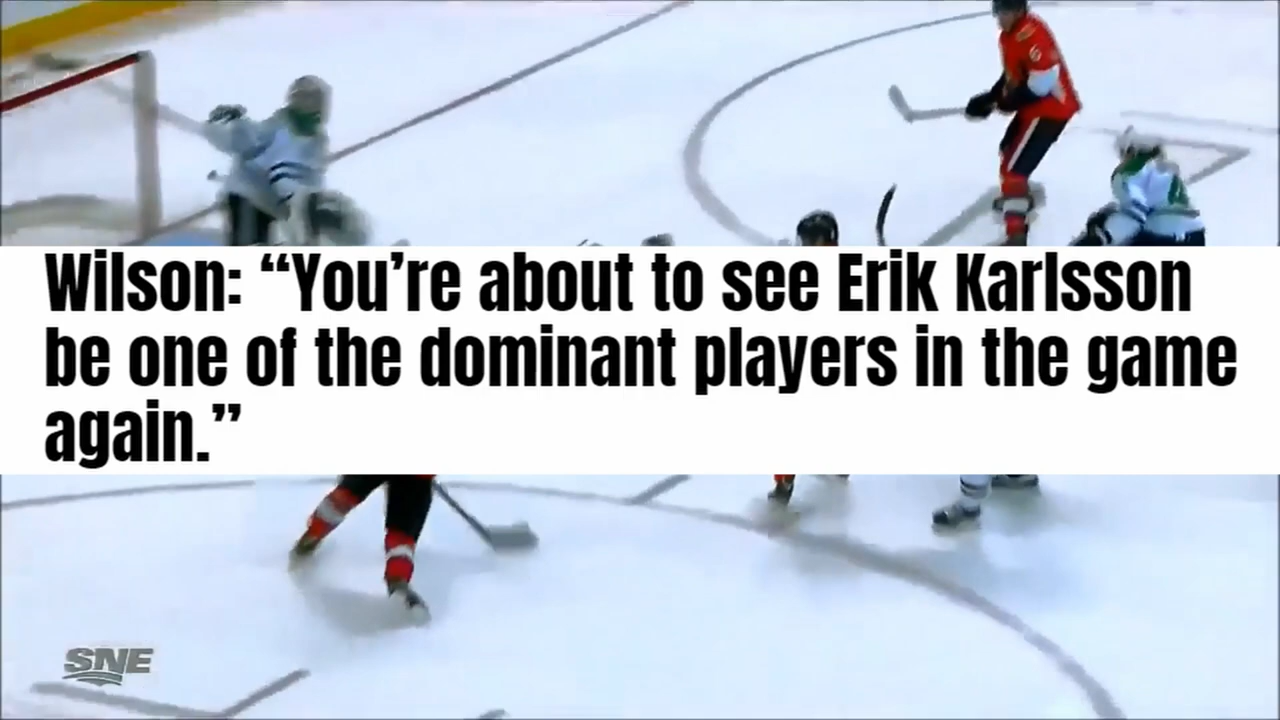 Wilson: “You’re about to see Erik Karlsson
be one of the dominant players in the game
again.”
SNE